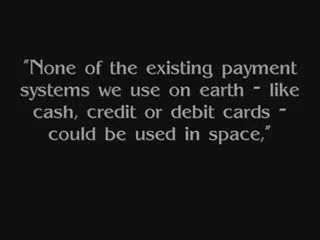 "None of the existing payment
systems we use on earth - like
cash, credit or debit cards -
could be used in space,"